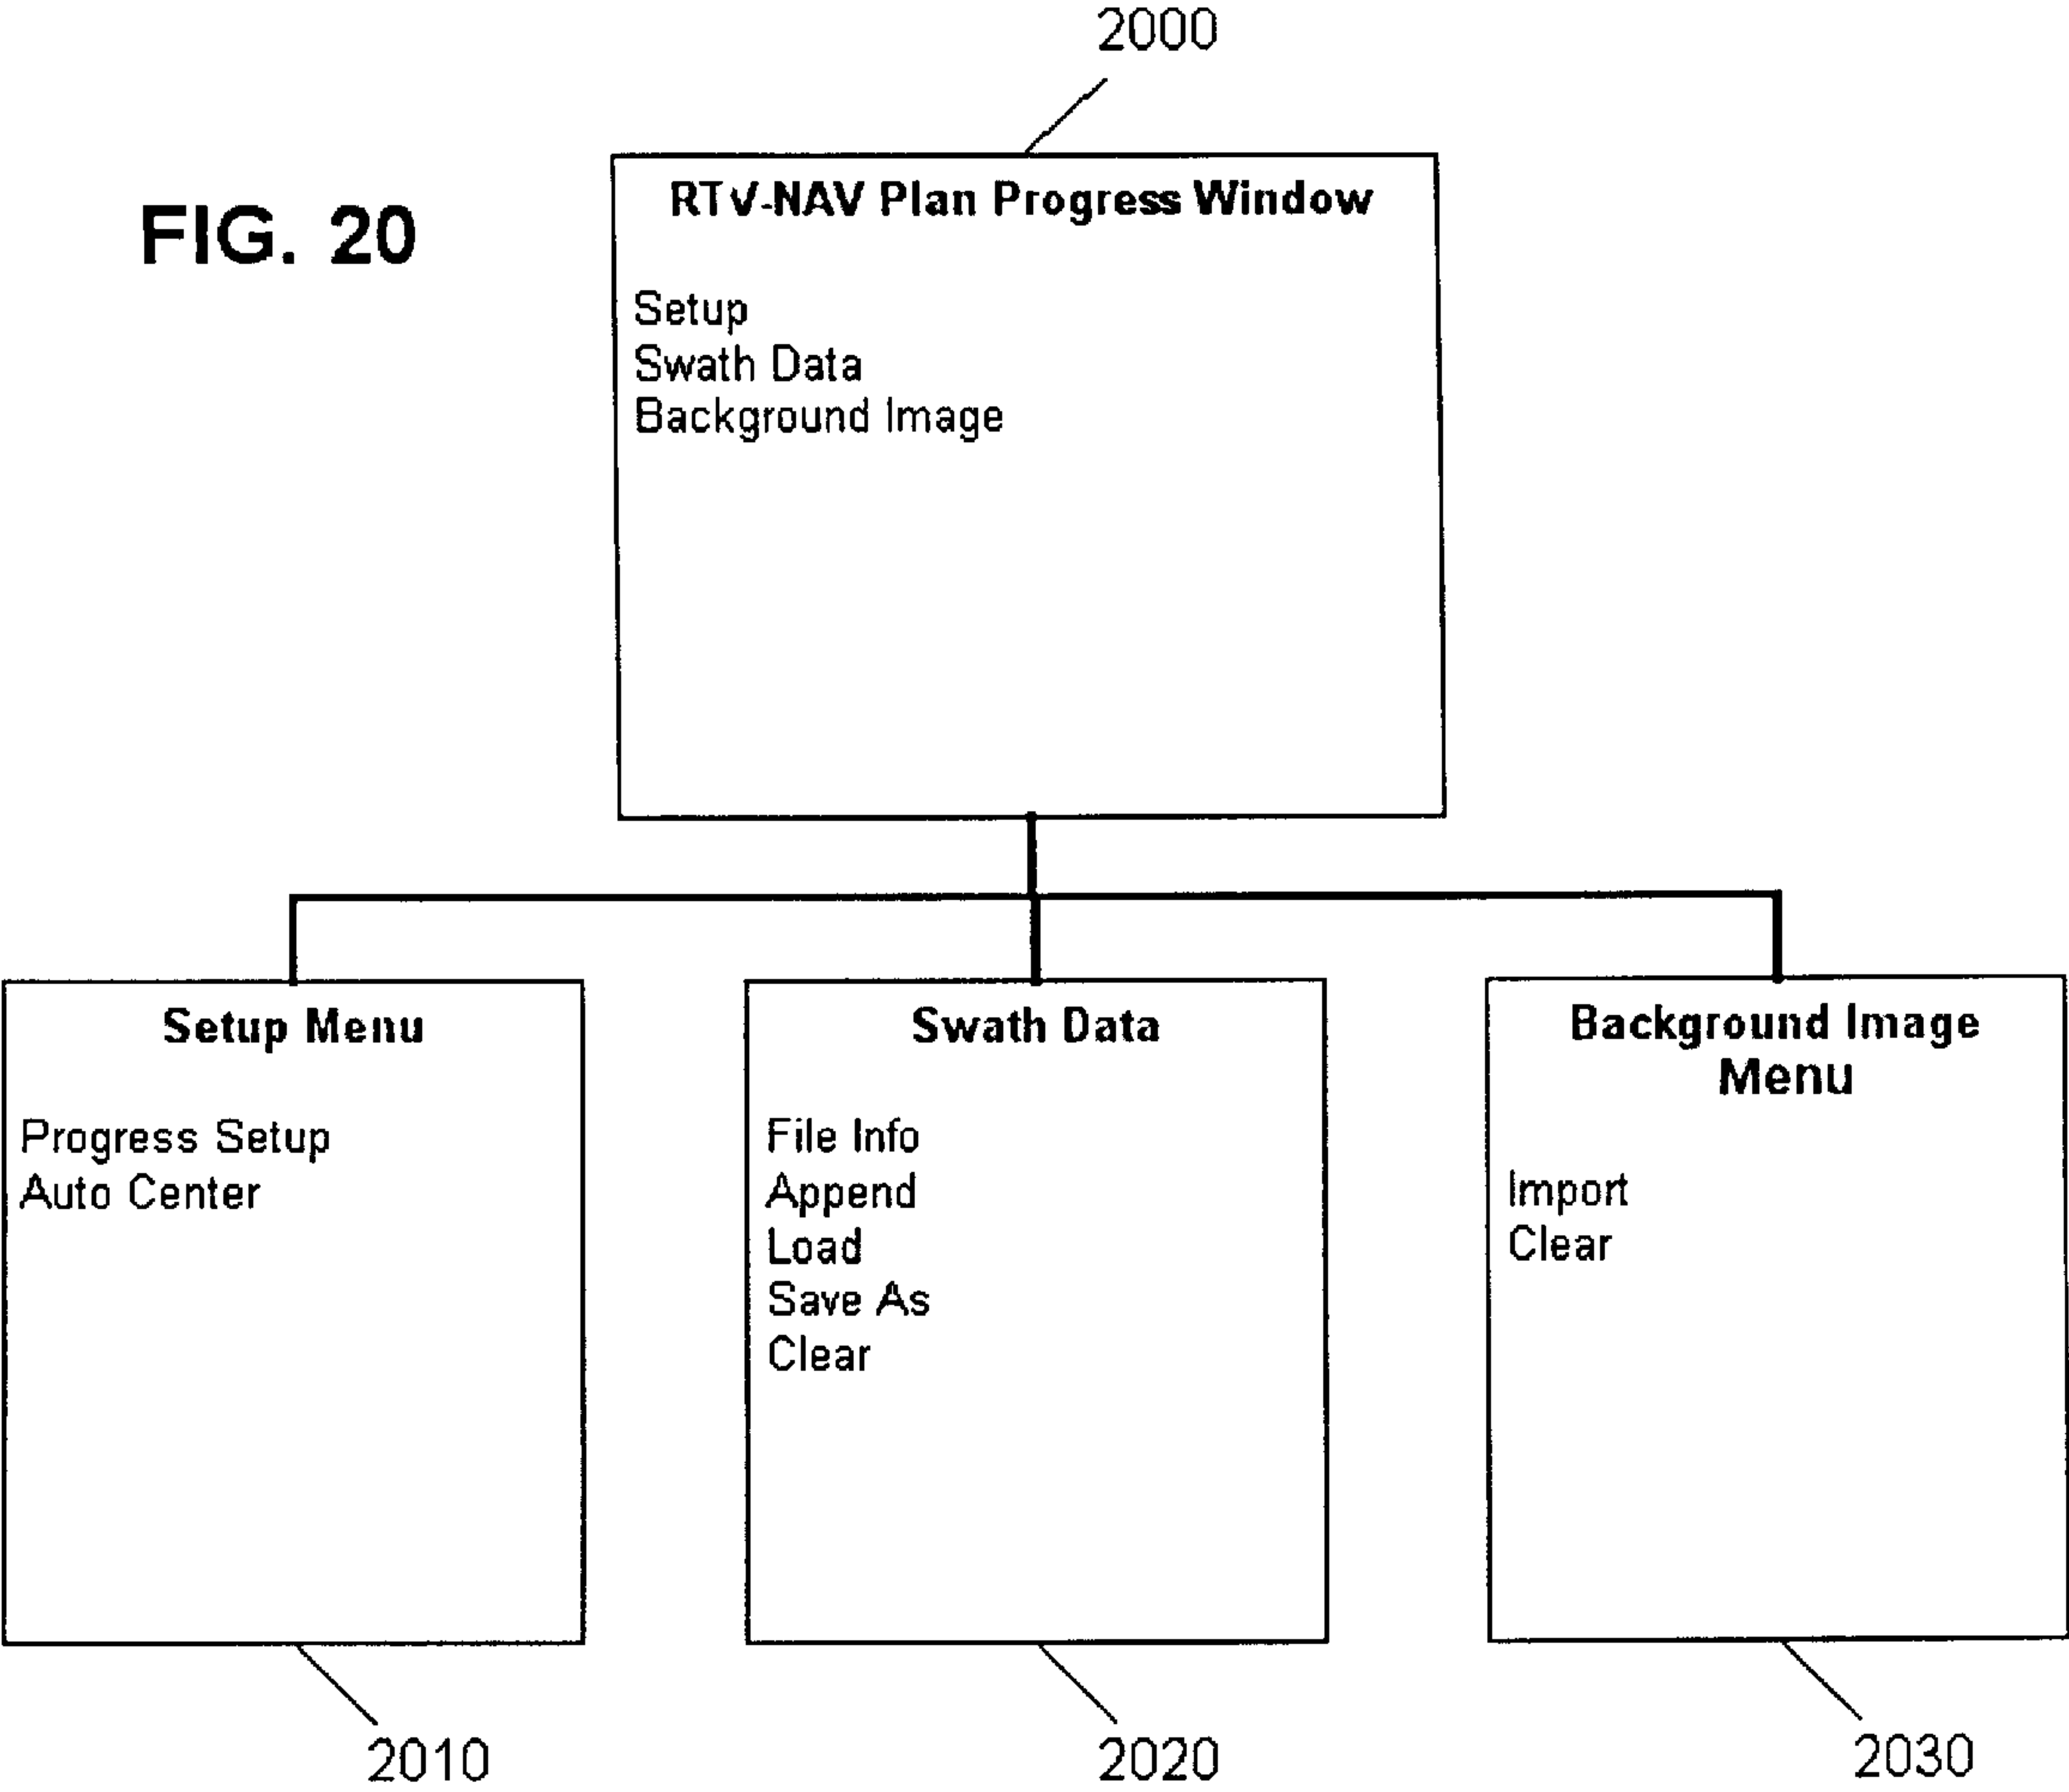 2000
FIG. 20
RTV-NAV Plan Progress Window
Setup
Swath Data
Background Image
Setup Menu
Progress Setup
Auto Center
Swath Data
File Info
Append
Load
Save As
Clear
Background Image
Menu
Import
Clear
2010
2020
2030